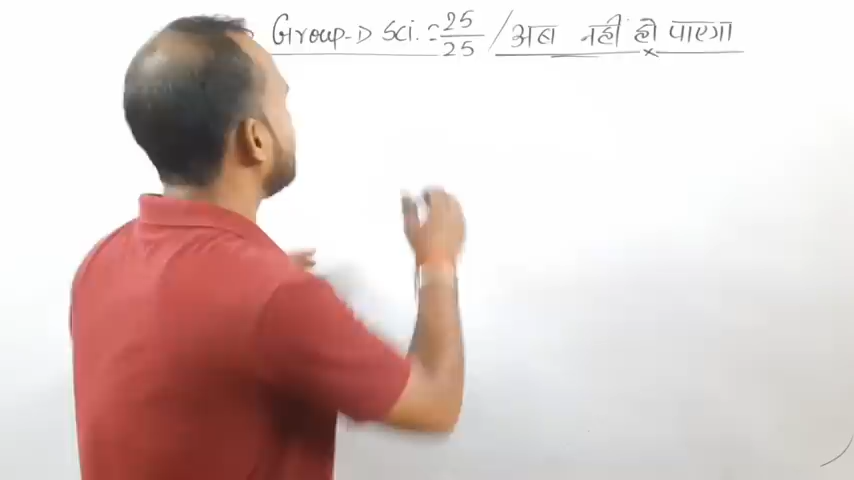 Group-D Sci. = 25/25 / अब नहीं हो पाएगा